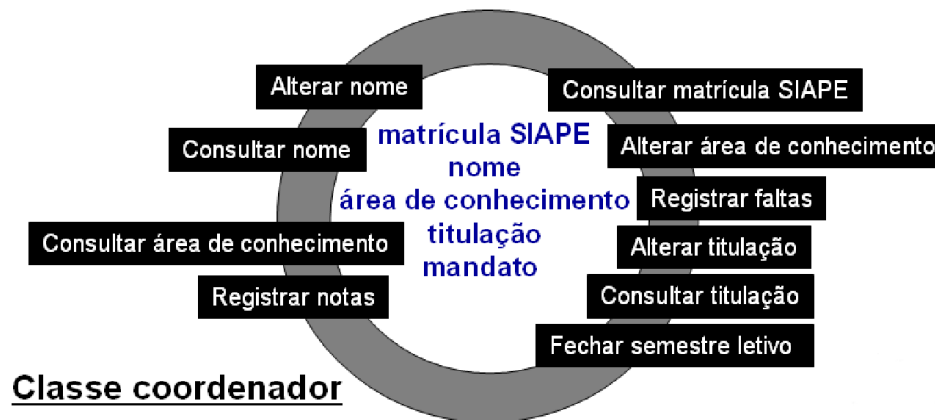 Alterar nome
Consultar matrícula SIAPE
matrícula SIAPE
Consultar nome
Alterar área de conhecimento
nome
Registrar faltas
área de conhecimento
Consultar área de conhecimento
titulação
Alterar titulação
mandato
Registrar notas
Consultar titulação
Fechar semestre letivo
Classe coordenador